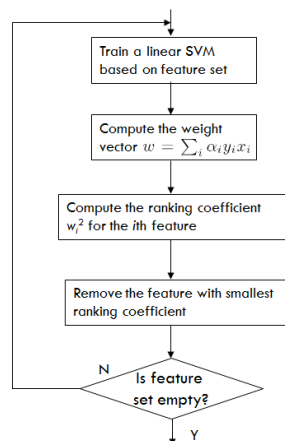 Train a linear SVM
based on feature set
Compute the weight
vector w = ∑ᵢ αᵢyᵢxᵢ
Compute the ranking coefficient
wᵢ² for the ith feature
Remove the feature with smallest
ranking coefficient
N
Is feature
set empty?
Y